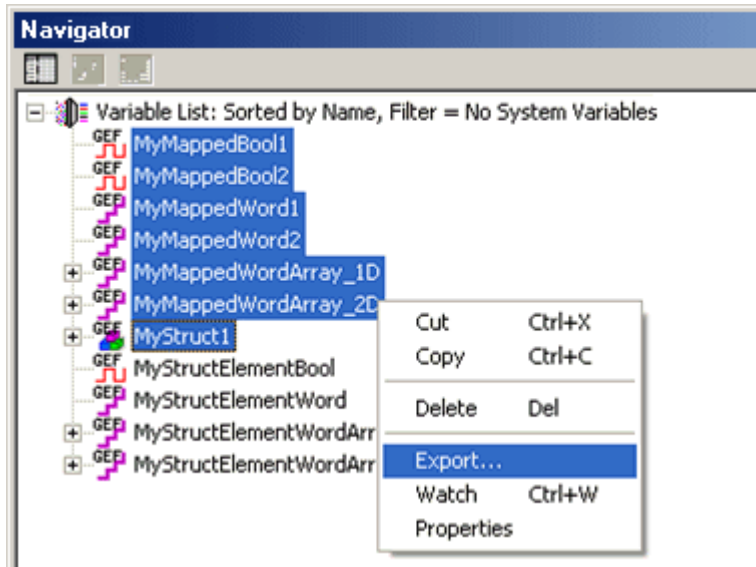 Navigator
Variable List: Sorted by Name, Filter = No System Variables
GEF MyMappedBool1
GEF MyMappedBool2
GEF MyMappedWord1
GEF MyMappedWord2
GEF MyMappedWordArray_1D
GEF MyMappedWordArray_2D
GEF MyStruct1
GEF MyStructElementBool
GEF MyStructElementWord
GEF MyStructElementWordArr
GEF MyStructElementWordArr
Cut Ctrl+X
Copy Ctrl+C
Delete Del
Export...
Watch Ctrl+W
Properties